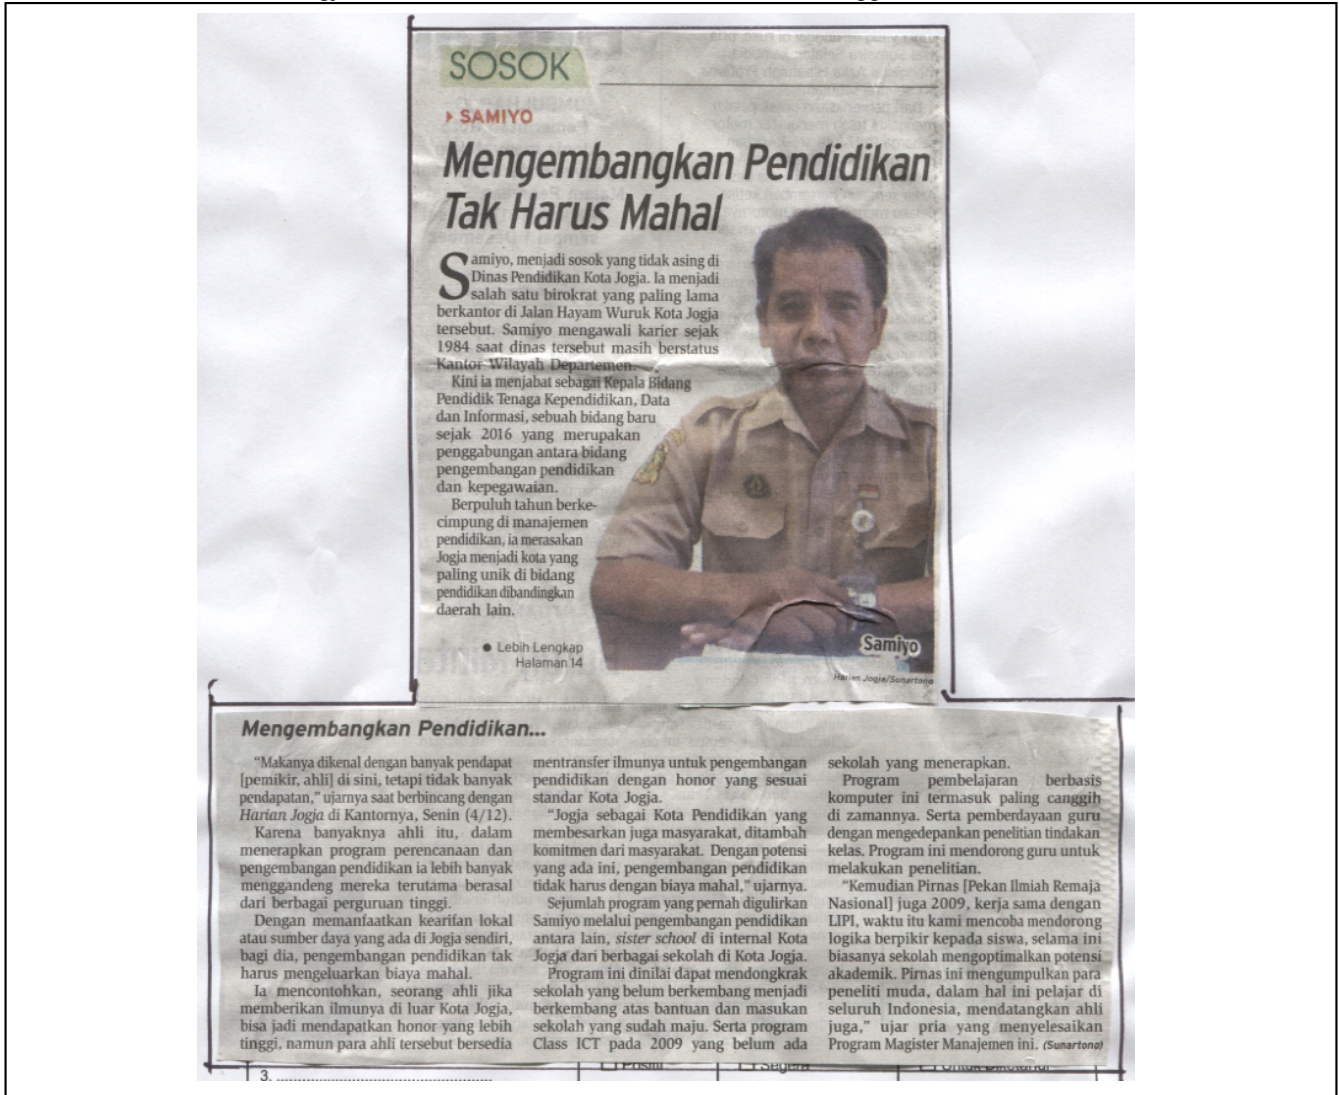 SOSOK
SAMIYO
Mengembangkan Pendidikan
Tak Harus Mahal
Samiyo, menjadi sosok yang tidak asing di
Dinas Pendidikan Kota Jogja. Ia menjadi
salah satu birokrat yang paling lama
berkantor di Jalan Hayam Wuruk Kota Jogja
tersebut. Samiyo mengawali karier sejak
1984 saat dinas tersebut masih berstatus
Kantor Wilayah Departemen.
Kini ia menjabat sebagai Kepala Bidang
Pendidik Tenaga Kependidikan, Data
dan Informasi, sebuah bidang baru
sejak 2016 yang merupakan
penggabungan antara bidang
pengembangan pendidikan
dan kepegawaian.
Berpuluh tahun berke-
cimpung di manajemen
pendidikan, ia merasakan
Jogja menjadi kota yang
paling unik di bidang
pendidikan dibandingkan
daerah lain.
● Lebih Lengkap
Halaman 14
Samiyo
Harian Jogja/Sunartono
Mengembangkan Pendidikan...
"Makanya dikenal dengan banyak pendapat
[pemikir, ahli] di sini, tetapi tidak banyak
pendapatan," ujarnya saat berbincang dengan
Harian Jogja di Kantornya, Senin (4/12).
Karena banyaknya ahli itu, dalam
menerapkan program perencanaan dan
pengembangan pendidikan ia lebih banyak
menggandeng mereka terutama berasal
dari berbagai perguruan tinggi.
Dengan memanfaatkan kearifan lokal
atau sumber daya yang ada di Jogja sendiri,
bagi dia, pengembangan pendidikan tak
harus mengeluarkan biaya mahal.
Ia mencontohkan, seorang ahli jika
memberikan ilmunya di luar Kota Jogja,
bisa jadi mendapatkan honor yang lebih
tinggi, namun para ahli tersebut bersedia
mentransfer ilmunya untuk pengembangan
pendidikan dengan honor yang sesuai
standar Kota Jogja.
"Jogja sebagai Kota Pendidikan yang
membesarkan juga masyarakat, ditambah
komitmen dari masyarakat. Dengan potensi
yang ada ini, pengembangan pendidikan
tidak harus dengan biaya mahal," ujarnya.
Sejumlah program yang pernah digulirkan
Samiyo melalui pengembangan pendidikan
antara lain, sister school di internal Kota
Jogja dari berbagai sekolah di Kota Jogja.
Program ini dinilai dapat mendongkrak
sekolah yang belum berkembang menjadi
berkembang atas bantuan dan masukan
sekolah yang sudah maju. Serta program
Class ICT pada 2009 yang belum ada
sekolah yang menerapkan.
Program pembelajaran berbasis
komputer ini termasuk paling canggih
di zamannya. Serta pemberdayaan guru
dengan mengedepankan penelitian tindakan
kelas. Program ini mendorong guru untuk
melakukan penelitian.
"Kemudian Pirnas [Pekan Ilmiah Remaja
Nasional] juga 2009, kerja sama dengan
LIPI, waktu itu kami mencoba mendorong
logika berpikir kepada siswa, selama ini
biasanya sekolah mengoptimalkan potensi
akademik. Pirnas ini mengumpulkan para
peneliti muda, dalam hal ini pelajar di
seluruh Indonesia, mendatangkan ahli
juga," ujar pria yang menyelesaikan
Program Magister Manajemen ini. (Sunartono)
3.